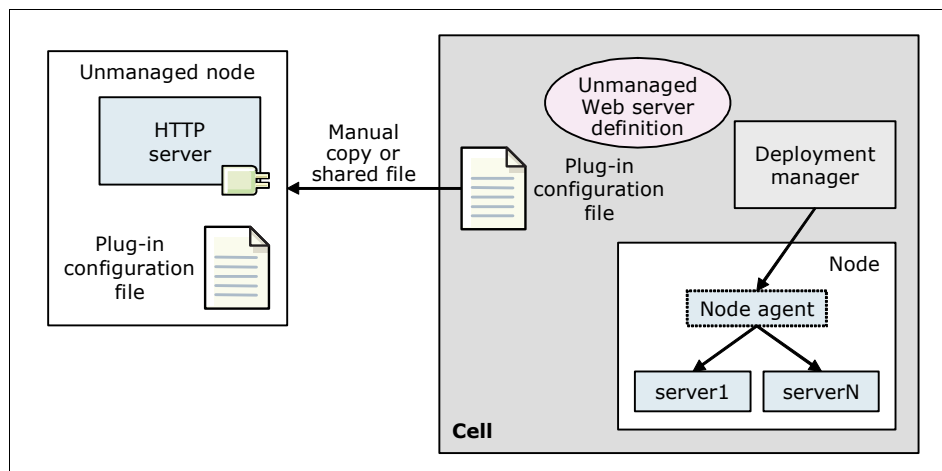 Unmanaged node
HTTP
server
Plug-in
configuration
file
Manual
copy or
shared file
Unmanaged
Web server
definition
Plug-in
configuration
file
Deployment
manager
Node
Node agent
server1
serverN
Cell